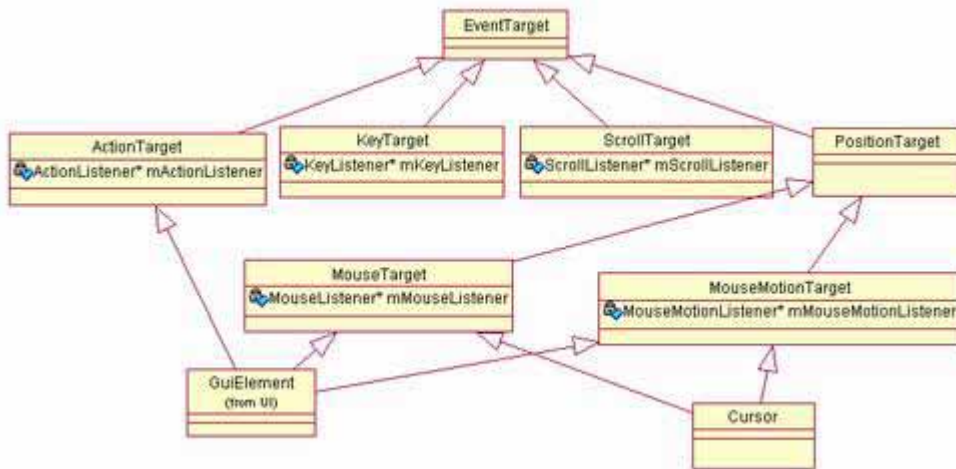 EventTarget
ActionTarget
ActionListener* mActionListener
KeyTarget
KeyListener* mKeyListener
ScrollTarget
ScrollListener* mScrollListener
PositionTarget
MouseTarget
MouseListener* mMouseListener
MouseMotionTarget
MouseMotionListener* mMouseMotionListener
GuiElement
(from UI)
Cursor